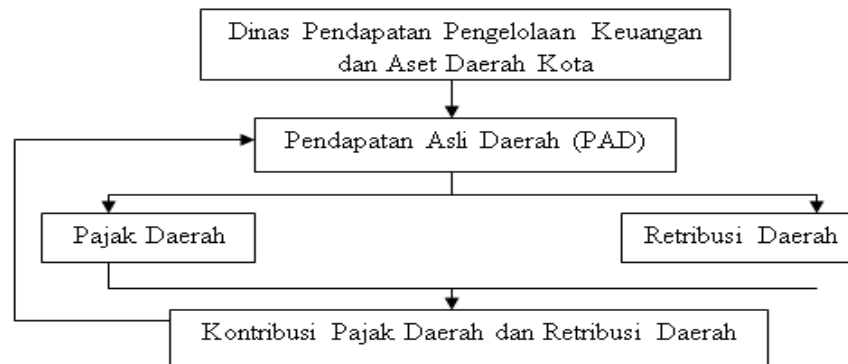 Dinas Pendapatan Pengelolaan Keuangan
dan Aset Daerah Kota
Pendapatan Asli Daerah (PAD)
Pajak Daerah
Retribusi Daerah
Kontribusi Pajak Daerah dan Retribusi Daerah